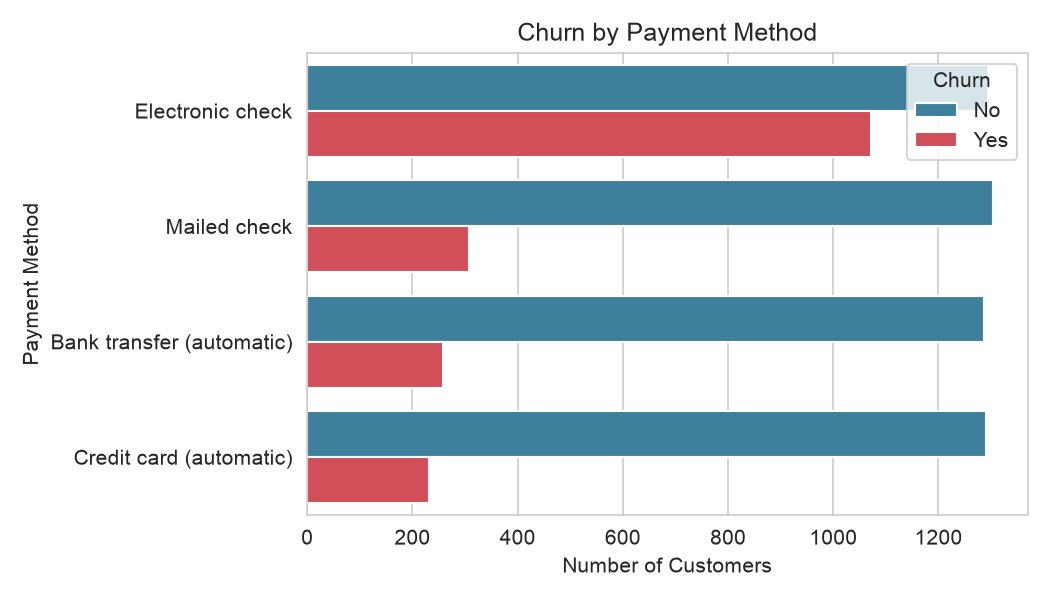 Churn by Payment Method
Churn
No
Yes
Electronic check
Mailed check
Bank transfer (automatic)
Credit card (automatic)
Payment Method
0 200 400 600 800 1000 1200
Number of Customers